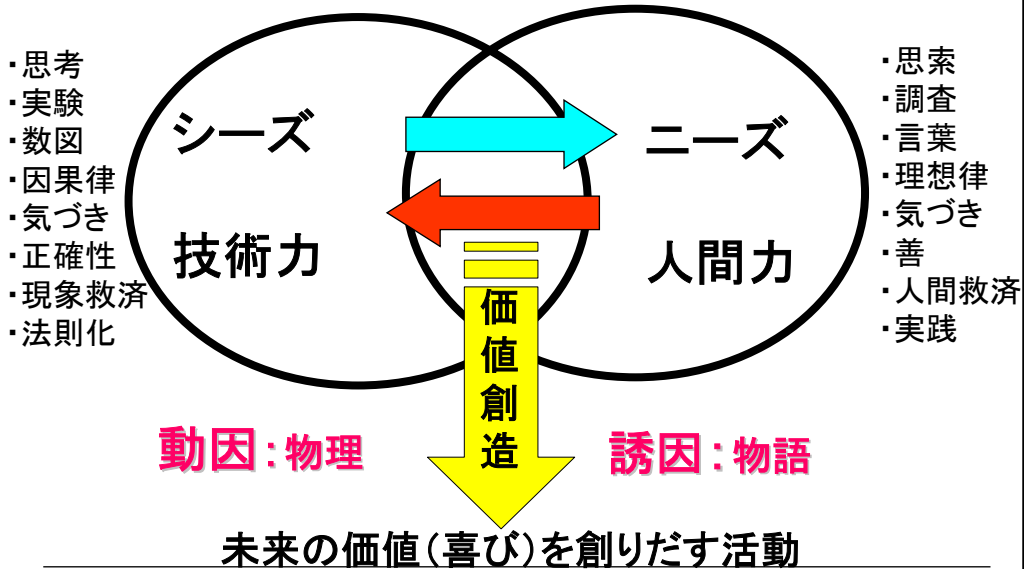 ・思考
・実験
・数図
・因果律
・気づき
・正確性
・現象救済
・法則化
シーズ
技術力
ニーズ
人間力
・思索
・調査
・言葉
・理想律
・気づき
・善
・人間救済
・実践
価値創造
動因:物理
誘因:物語
未来の価値(喜び)を創りだす活動